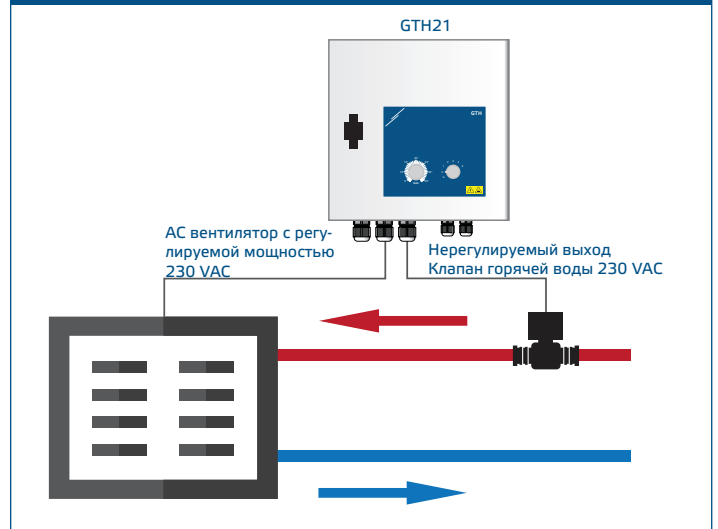 GTH21
GTH
АС вентилятор с регу-
лируемой мощностью
230 VAC
Нерегулируемый выход
Клапан горячей воды 230 VAC